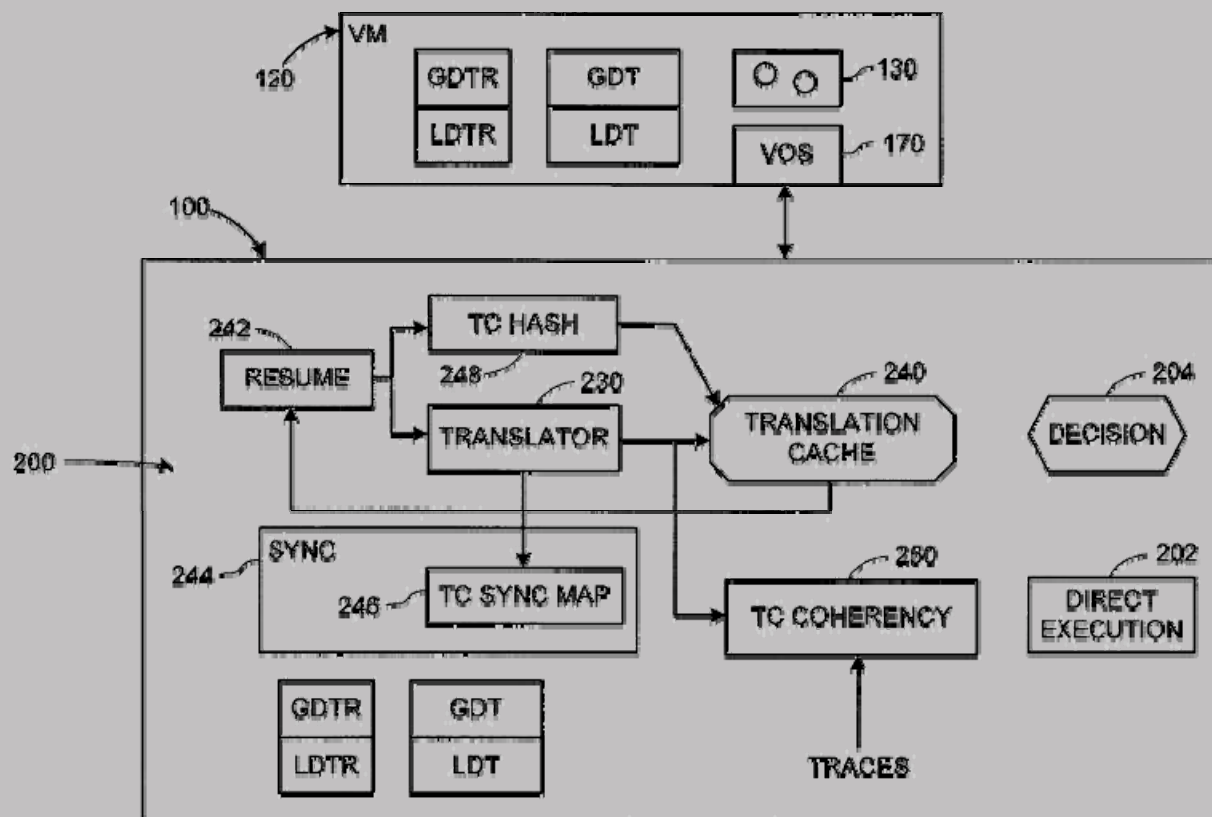 VM
120
GDTR
GDT
130
LDTR
LDT
VOS
170
100
242
TC HASH
RESUME
248
230
240
204
TRANSLATOR
TRANSLATION
CACHE
DECISION
200
SYNC
244
246
TC SYNC MAP
250
202
TC COHERENCY
DIRECT
EXECUTION
GDTR
GDT
LDTR
LDT
TRACES